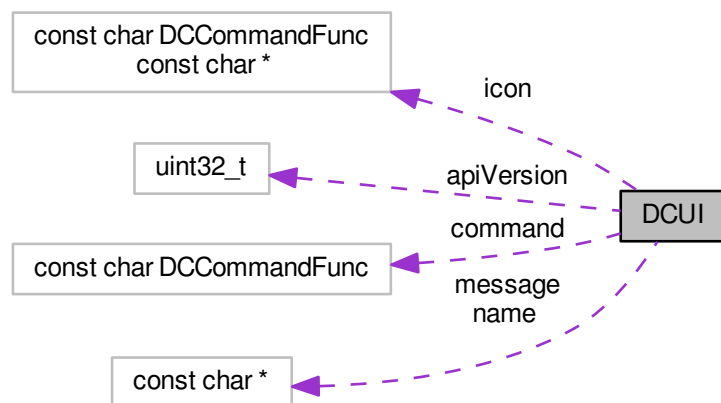 const char DCCommandFunc
const char *
icon
uint32_t
apiVersion
DCUI
command
const char DCCommandFunc
message
name
const char *